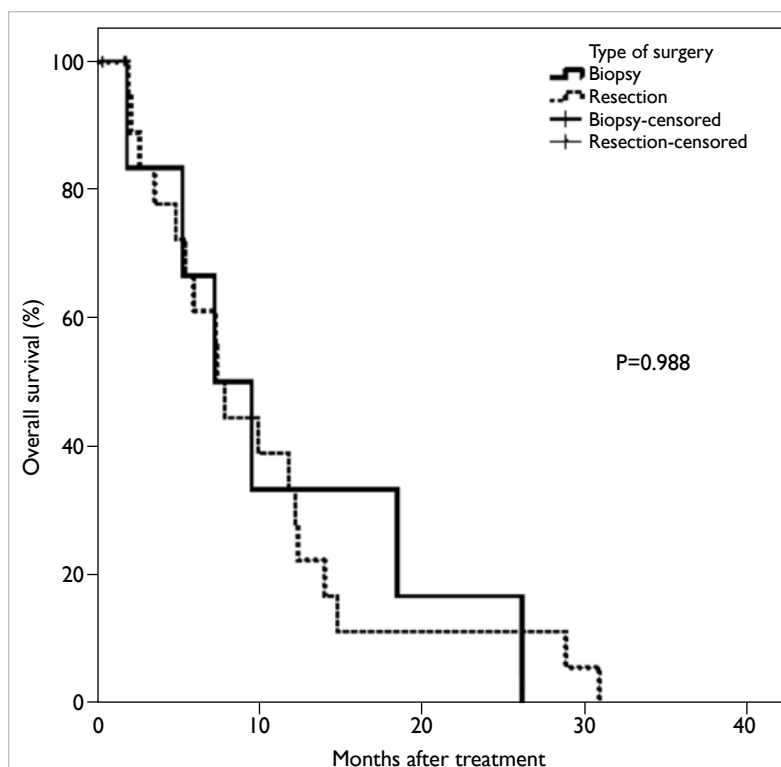 Type of surgery
Biopsy
Resection
Biopsy-censored
Resection-censored
100
80
60
40
20
0
Overall survival (%)
P=0.988
0 10 20 30 40
Months after treatment